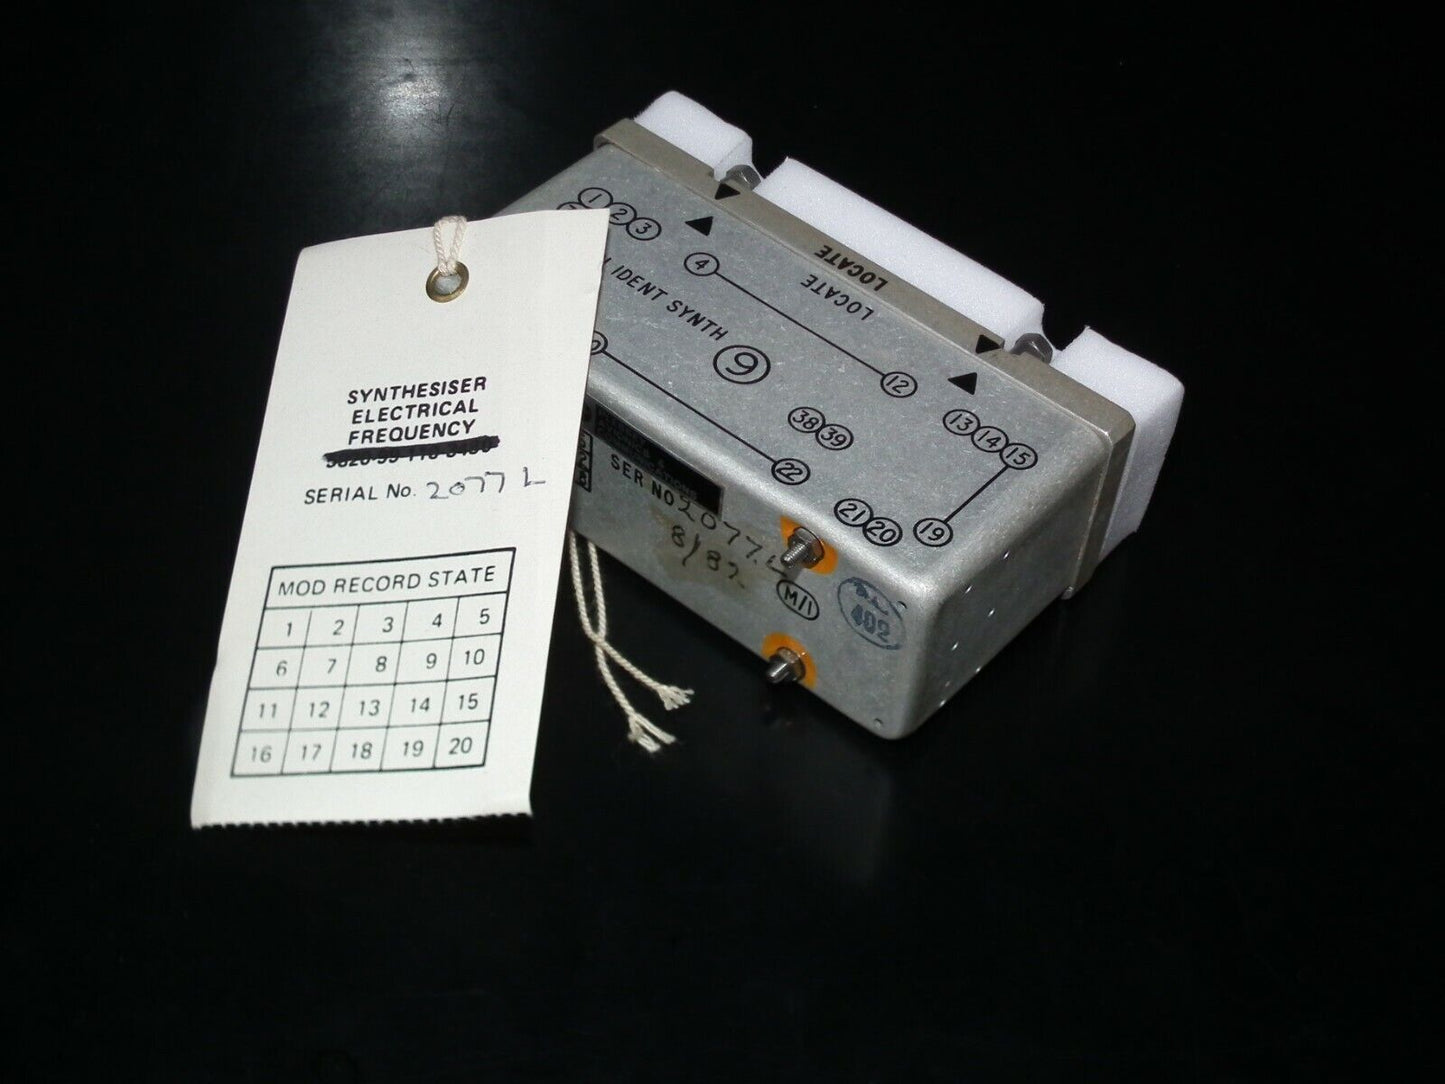 SYNTHESISER
ELECTRICAL
FREQUENCY
SERIAL No. 2077 L
MOD RECORD STATE
1 2 3 4 5
6 7 8 9 10
11 12 13 14 15
16 17 18 19 20
1 2 3
4
12
LOCATE
LOCATE
IDENT SYNTH
9
38 39
13 14 15
22
21 20
19
SER NO 2077 L
8/82
M/1
402